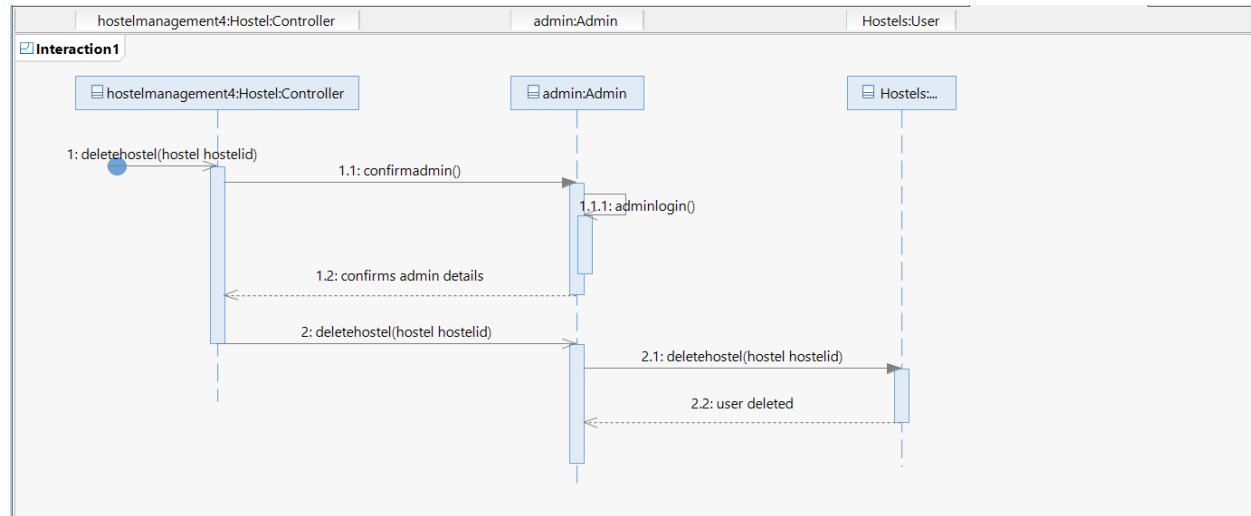 hostelmanagement4:Hostel:Controller admin:Admin Hostels:User
Interaction1
hostelmanagement4:Hostel:Controller admin:Admin Hostels:...
1: deletehostel(hostel hostelid)
1.1: confirmadmin()
1.1.1: adminlogin()
1.2: confirms admin details
2: deletehostel(hostel hostelid)
2.1: deletehostel(hostel hostelid)
2.2: user deleted